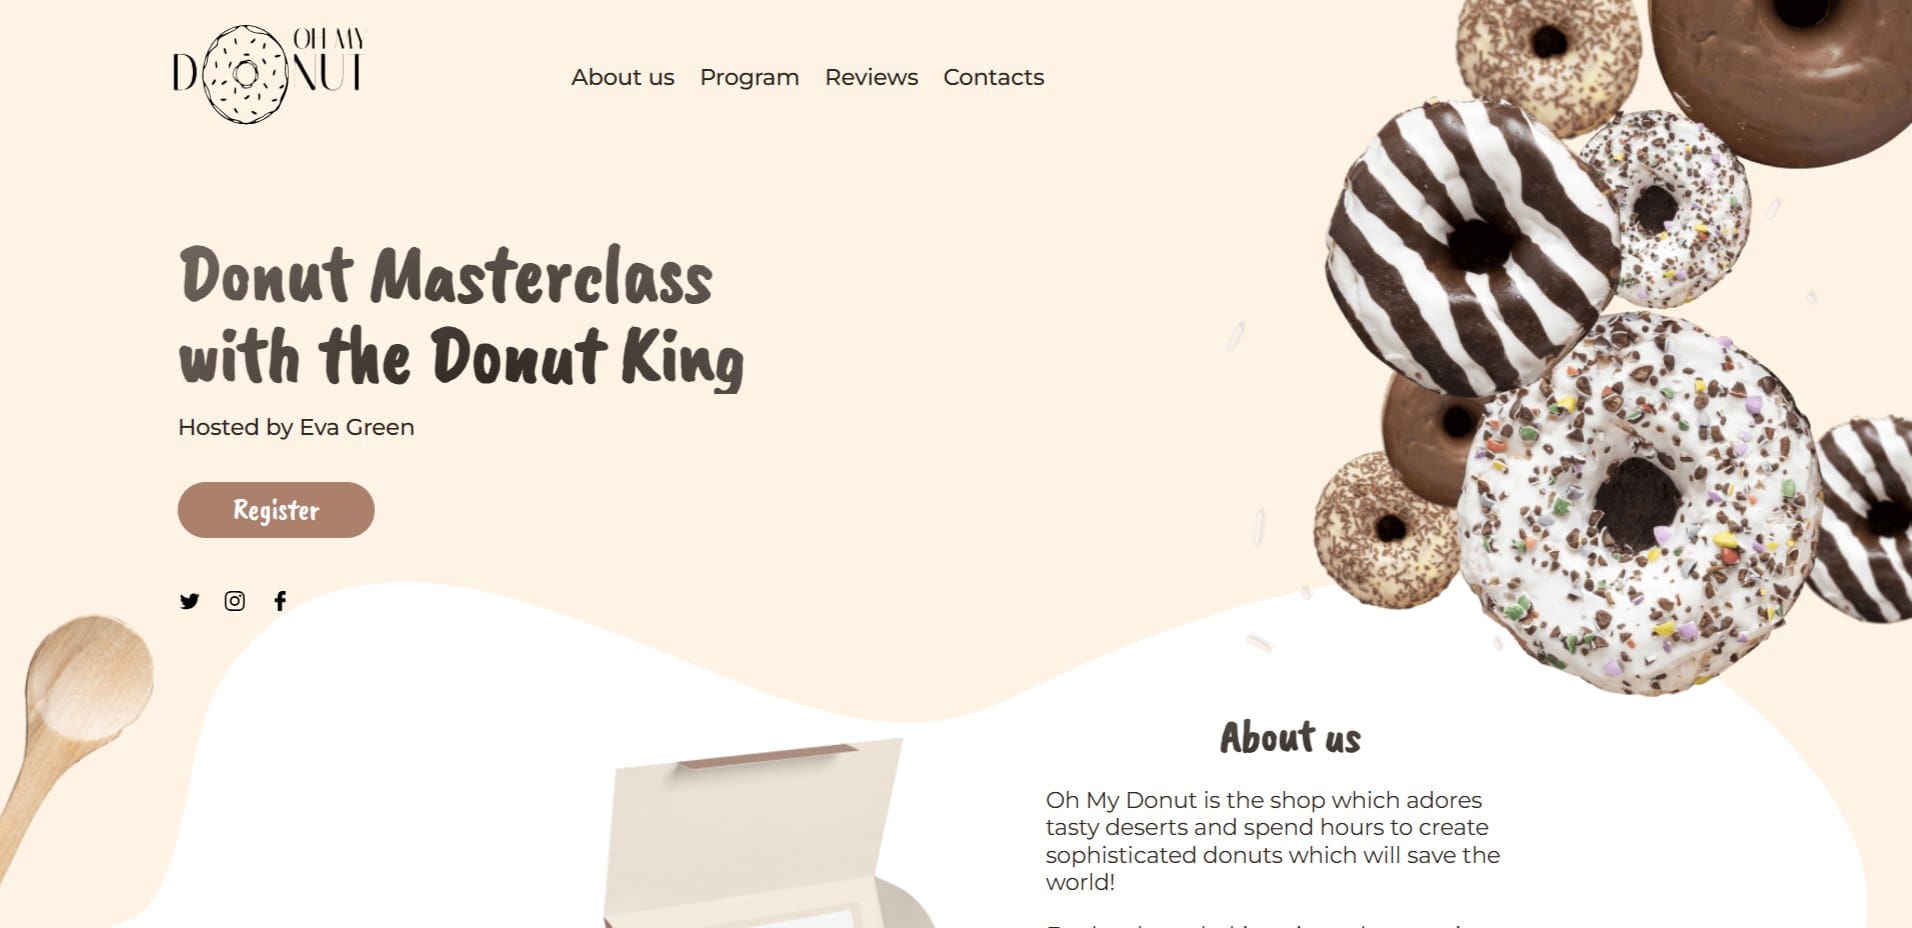 OH MY
DONUT
About us Program Reviews Contacts
Donut Masterclass
with the Donut King
Hosted by Eva Green
Register
About us
Oh My Donut is the shop which adores
tasty deserts and spend hours to create
sophisticated donuts which will save the
world!